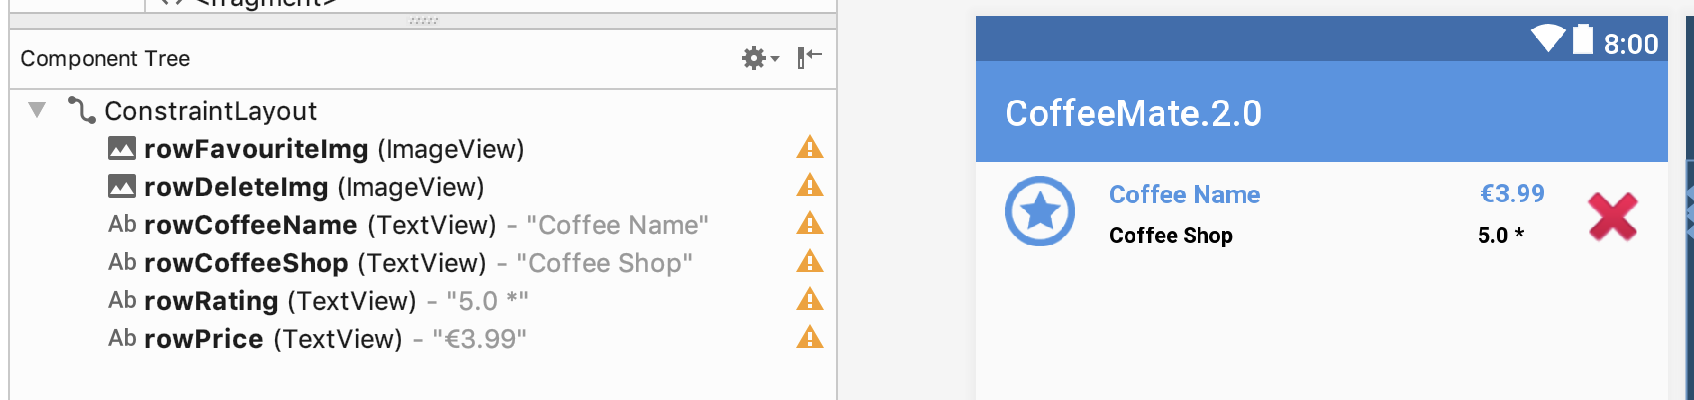 <fragment>
Component Tree
ConstraintLayout
rowFavouriteImg (ImageView)
rowDeleteImg (ImageView)
Ab rowCoffeeName (TextView) - "Coffee Name"
Ab rowCoffeeShop (TextView) - "Coffee Shop"
Ab rowRating (TextView) - "5.0 *"
Ab rowPrice (TextView) - "€3.99"
8:00
CoffeeMate.2.0
Coffee Name €3.99
Coffee Shop 5.0 *